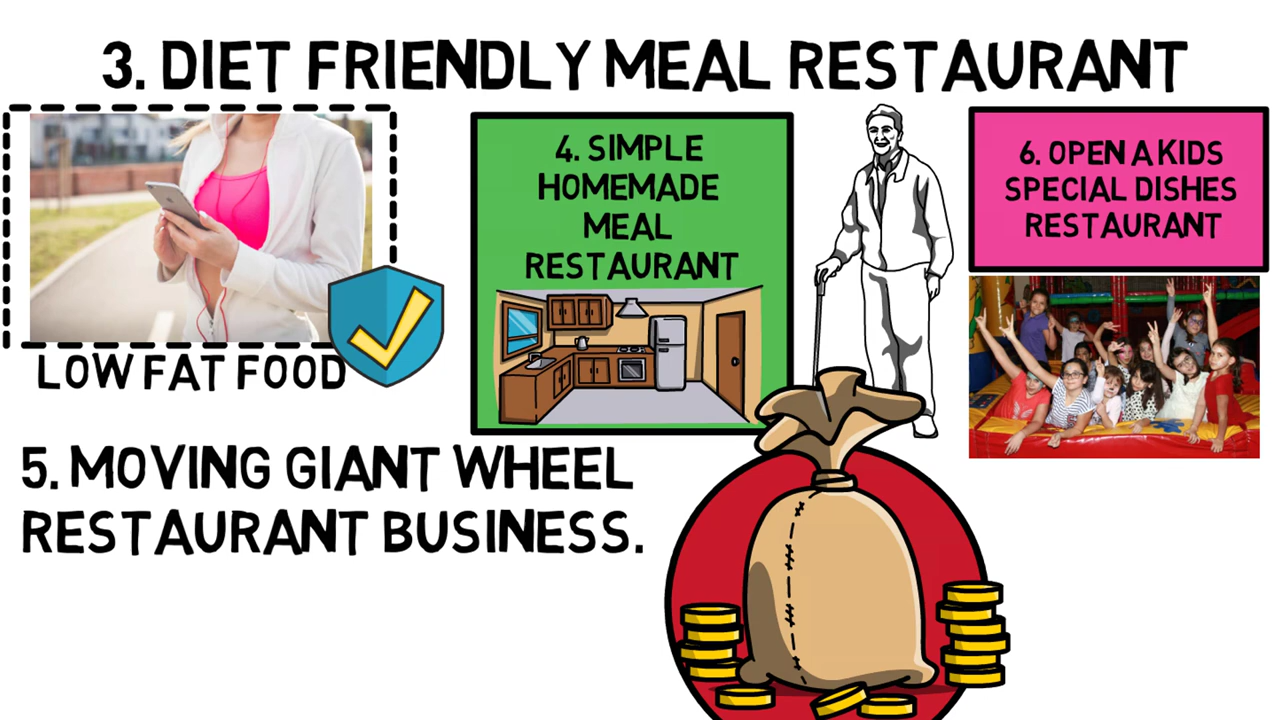 3. DIET FRIENDLY MEAL RESTAURANT
LOW FAT FOOD
4. SIMPLE
HOMEMADE
MEAL
RESTAURANT
6. OPEN A KIDS
SPECIAL DISHES
RESTAURANT
5. MOVING GIANT WHEEL
RESTAURANT BUSINESS.